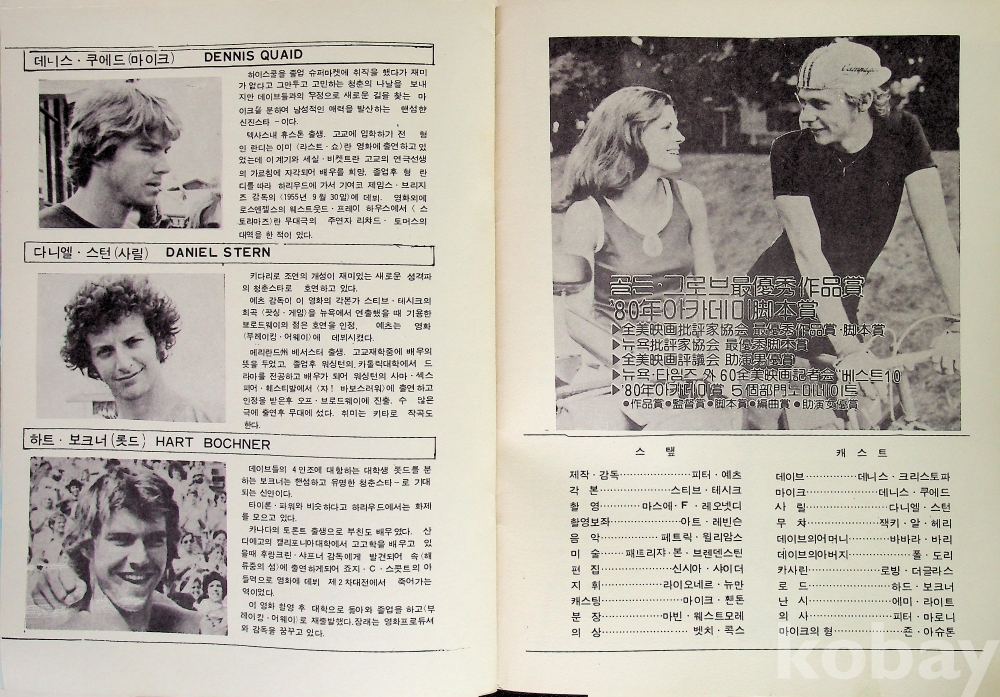 데니스·쿠에드(마이크) DENNIS QUAID
하이스쿨을 졸업 슈퍼마켓에 취직을 했다가 재미
가 없다고 그만두고 고민하는 청춘의 나날을 보내
지만 데이브들과의 우정으로 새로운 길을 찾는 마
이크을 분하여 남성적인 매력을 발산하는 핸섬한
신진스타 -이다.
텍사스내 휴스톤 출생. 고교에 입학하기 전 형
인 란디는 이미 (라스트·쇼)란 영화에 출연하고 있
었는데 이계기와 세실·비켓트란 고교의 연극선생
의 가르침에 자각되어 배우를 희망, 졸업후 형 란
디를 따라 하리우드에 가서 기어코 제임스·브리지
즈 감독의 (1955년 9월 30일)에 데뷔. 영화외에
로스앤젤스의 웨스트웃드·프레이 하우스에서 (스
토리마즈)란 무대극의 주연자 리챠드·토머스의
대역을 한 적이 있다.
다니엘·스턴(사릴) DANIEL STERN
키다리로 조연의 개성이 재미있는 새로운 성격파
의 청춘스타로 호연하고 있다.
예츠 감독이 이 영화의 각본가 스티브·테시크의
희곡 (팟싱·게임)을 뉴욕에서 연출했을 때 기용한
브로드웨이의 젊은 호연을 인정, 예츠는 영화
(부레이킹·어웨이)에 데뷔시켰다.
메리란드州 베서스터 출생. 고교재학중에 배우의
뜻을 두었고, 졸업후 워싱턴의 카톨릭대학에서 드
라마를 전공하고 배우가 되어 워싱턴의 사마·섹스
피어·훼스티발에서 (쟈! 바보스러워)에 출연하고
인정을 받은후 오프·브로드웨이에 진출. 수 많은
극에 출연후 무대에 섰다. 취미는 키타로 작곡도
한다.
하트·보크너(롯드) HART BOCHNER
데이브들의 4인조에 대항하는 대학생 롯드를 분
하는 보크너는 핸섬하고 유명한 청춘스타-로 기대
되는 신인이다.
타이론·파워와 비슷하다고 하리우드에서는 화제
를 모으고 있다.
카나다의 토론트 출생으로 부친도 배우였다. 산
디에고의 캘리포니아대학에서 고고학을 배우고 있
을때 후랑크린·샤프너 감독에게 발견되어 속(해
류중의 섬)에 출연하게되어 죠지·C·스콧트의 아
들역으로 영화에 데뷔 제2차대전에서 죽어가는
역이었다.
이 영화 촬영 후 대학으로 돌아와 졸업을 하고(부
레이킹·어웨이)로 재출발했다. 장래는 영화프로듀서
와 감독을 꿈꾸고 있다.
Campagnolo
골든·그로브最優秀作品賞
'80年아카데미脚本賞
▶全美映画批評家協会 最優秀作品賞·脚本賞
▶뉴욕批評家協会 最優秀脚本賞
▶全美映画評議会 助演男優賞
▶뉴욕·타임즈 外 60全美映画記者会 베스트10
▶'80年아카데미賞 5個部門노미네이트
●作品賞●監督賞●脚本賞●編曲賞●助演女優賞
스 탭
제작·감독……피터·예츠
각 본……스티브·테시크
촬 영……마스에·F·레오넷디
촬영보좌……아트·레빈슨
음 악……페트릭·윌리암스
미 술……패트리쟈·본·브렌덴스틴
편 집……신시아·샤이더
지 휘……라이오네르·뉴만
캐스팅……마이크·휀톤
분 장……마빈·웨스트모레
의 상……벳치·콕스
캐 스 트
데이브……데니스·크리스토파
마이크……데니스·쿠에드
사 릴……다니엘·스턴
무 챠……잭키·알·헤리
데이브의어머니……바바라·바리
데이브의아버지……폴·도리
카사린……로빙·더글라스
로 드……하드·보크너
난 시……에미·라이트
의 사……피터·마로니
마이크의 형……죤·아슈톤
kobay